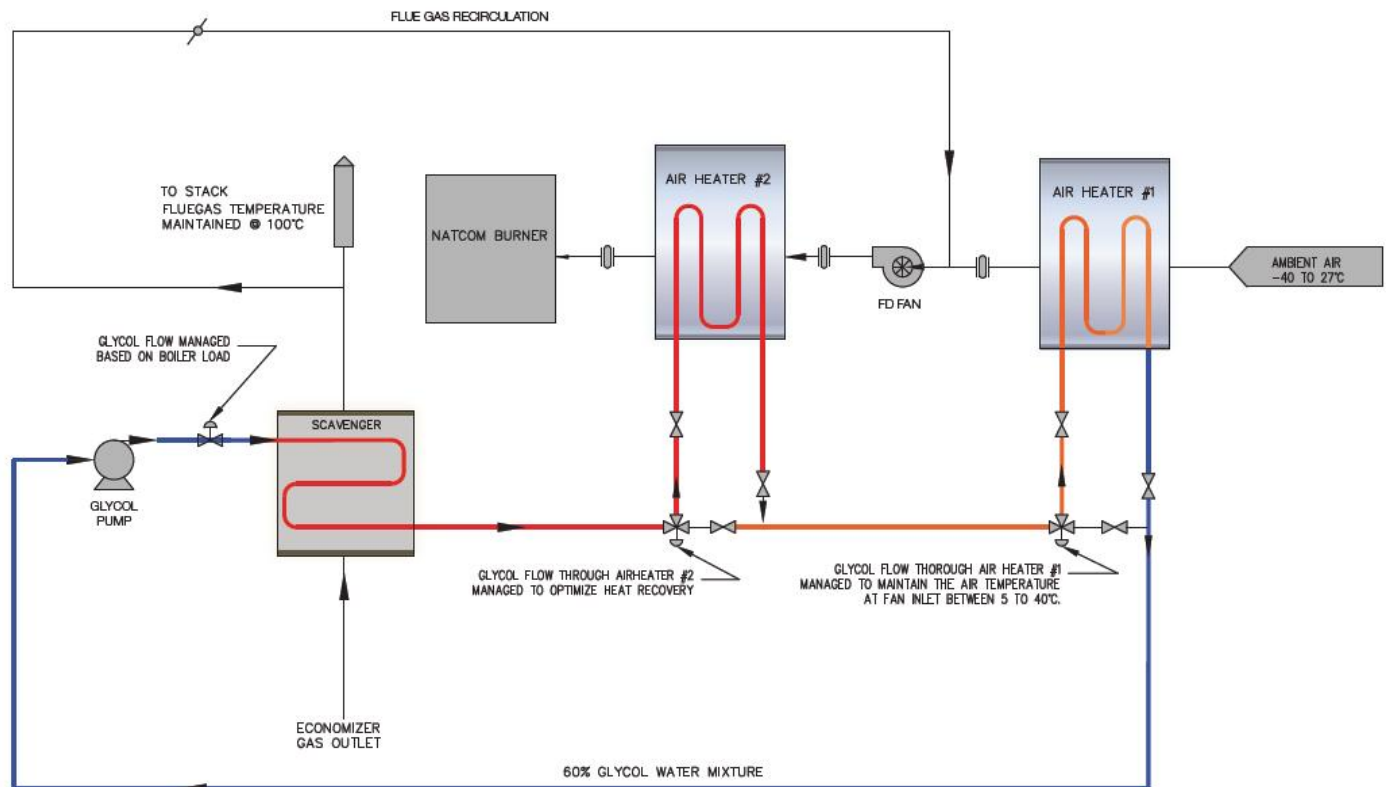 FLUE GAS RECIRCULATION
TO STACK
FLUEGAS TEMPERATURE
MAINTAINED @ 100°C
NATCOM BURNER
AIR HEATER #2
FD FAN
AIR HEATER #1
AMBIENT AIR
-40 TO 27°C
GLYCOL FLOW MANAGED
BASED ON BOILER LOAD
SCAVENGER
GLYCOL
PUMP
GLYCOL FLOW THROUGH AIRHEATER #2
MANAGED TO OPTIMIZE HEAT RECOVERY
GLYCOL FLOW THOROUGH AIR HEATER #1
MANAGED TO MAINTAIN THE AIR TEMPERATURE
AT FAN INLET BETWEEN 5 TO 40°C.
ECONOMIZER
GAS OUTLET
60% GLYCOL WATER MIXTURE